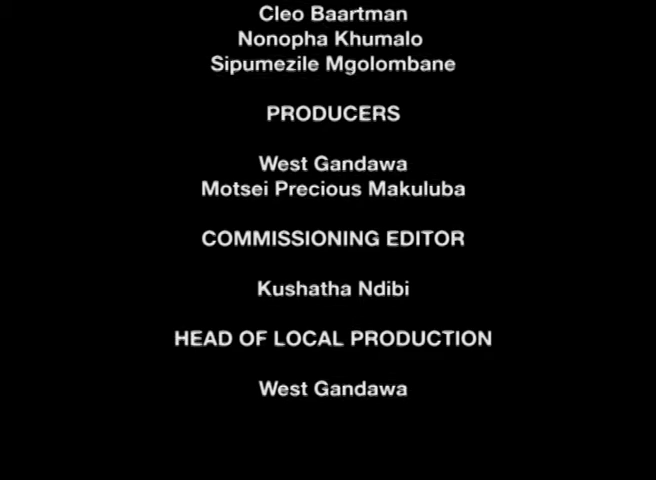 Cleo Baartman
Nonopha Khumalo
Sipumezile Mgolombane
PRODUCERS
West Gandawa
Motsei Precious Makuluba
COMMISSIONING EDITOR
Kushatha Ndibi
HEAD OF LOCAL PRODUCTION
West Gandawa